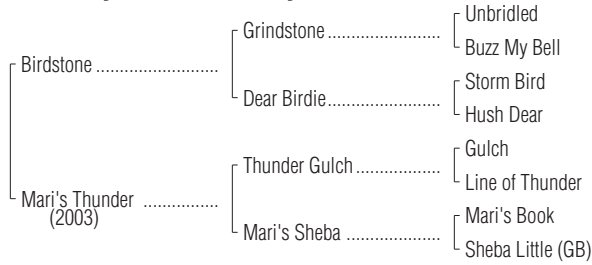 Unbridled
Grindstone ........................
Buzz My Bell
Birdstone ..........................
Storm Bird
Dear Birdie........................
Hush Dear
Gulch
Thunder Gulch ..................
Line of Thunder
Mari's Thunder ................
(2003)
Mari's Book
Mari's Sheba ....................
Sheba Little (GB)